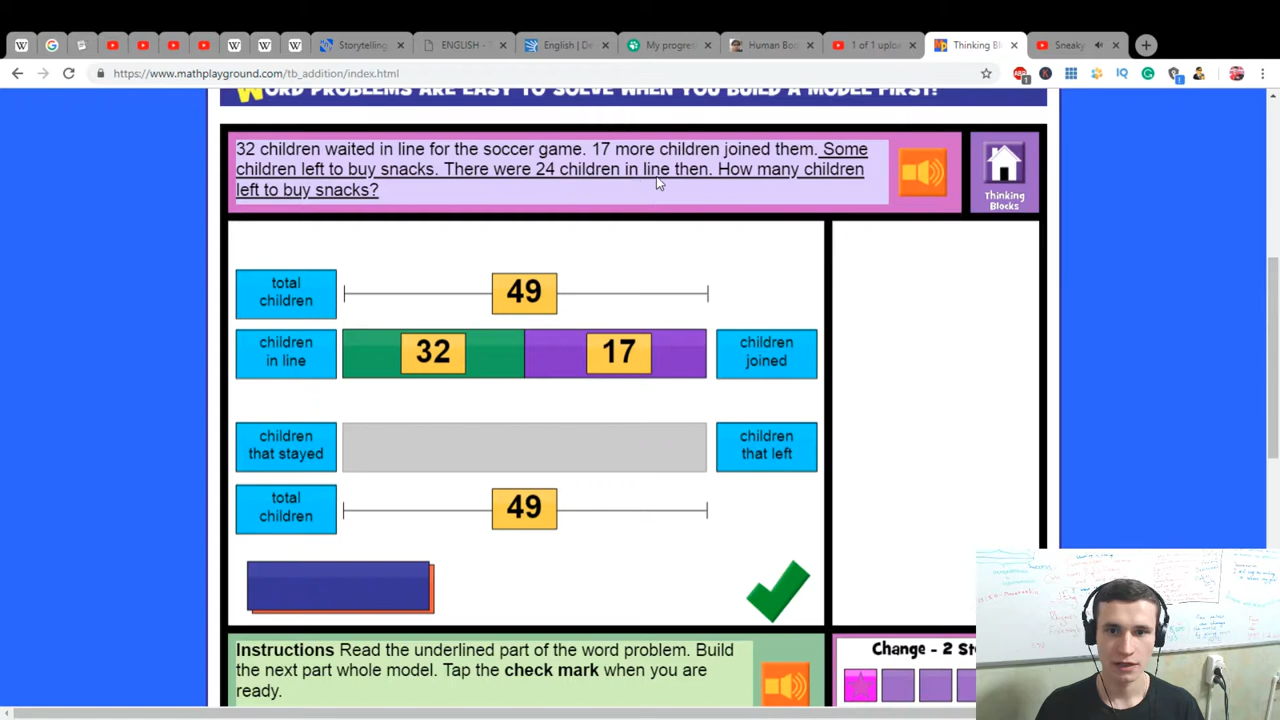 Storytelling
ENGLISH - T
English | De
My progre
Human Boo
1 of 1 uploa
Thinking Blo
Sneaky
https://www.mathplayground.com/tb_addition/index.html
WORD PROBLEMS ARE EASY TO SOLVE WHEN YOU BUILD A MODEL FIRST!
32 children waited in line for the soccer game. 17 more children joined them. Some
children left to buy snacks. There were 24 children in line then. How many children
left to buy snacks?
Thinking
Blocks
total
children
49
children
in line
32
17
children
joined
children
that stayed
children
that left
total
children
49
Instructions Read the underlined part of the word problem. Build
the next part whole model. Tap the check mark when you are
ready.
Change - 2 St